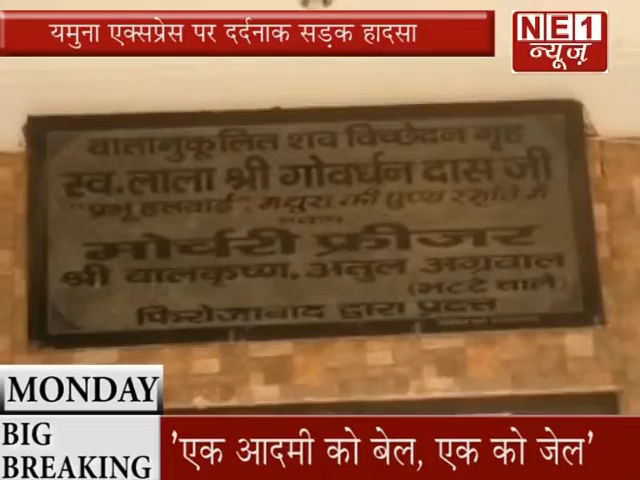 यमुना एक्सप्रेस पर दर्दनाक सड़क हादसा
NE1
न्यूज़
वातानुकूलित शव विच्छेदन गृह
स्व. लाला श्री गोवर्धन दास जी
"प्रभू हलवाई" मथुरा की पुण्य स्मृति में
मोर्चरी फ्रीजर
श्री बालकृष्ण, अतुल अग्रवाल
(भट्टे वाले)
फिरोजाबाद द्वारा प्रदत्त
MONDAY
BIG
BREAKING
'एक आदमी को बेल, एक को जेल'